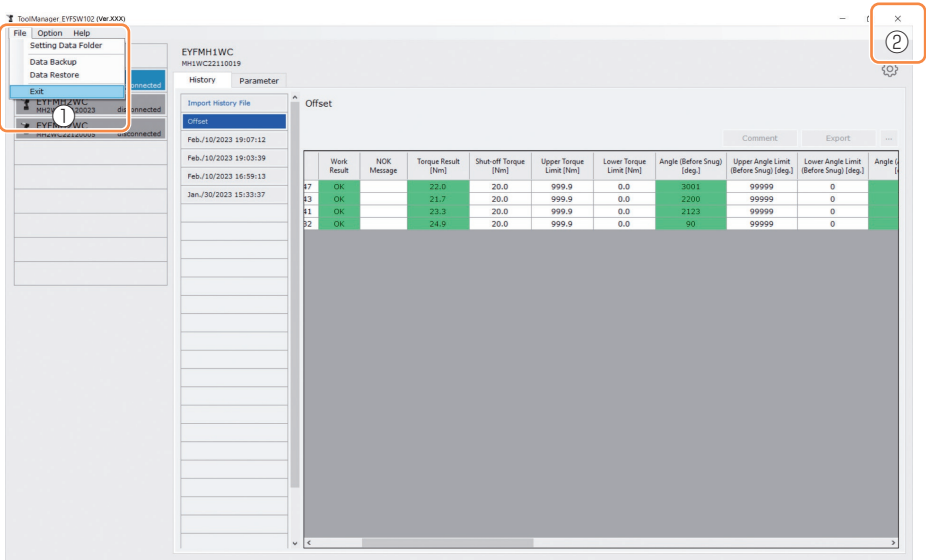 ToolManager EYFSW102 (Ver.XXX)
File Option Help
Setting Data Folder
Data Backup
Data Restore
Exit
①
②
connected
EYFMH2WC
disconnected
EYFMH2WC
MH2WC22120005 disconnected
EYFMH1WC
MH1WC22110019
History Parameter
Import History File
Offset
Feb./10/2023 19:07:12
Feb./10/2023 19:03:39
Feb./10/2023 16:59:13
Jan./30/2023 15:33:37
Offset
Comment Export ...
Work Result NOK Message Torque Result [Nm] Shut-off Torque [Nm] Upper Torque Limit [Nm] Lower Torque Limit [Nm] Angle (Before Snug) [deg.] Upper Angle Limit (Before Snug) [deg.] Lower Angle Limit (Before Snug) [deg.] Angle (
47 OK 22.0 20.0 999.9 0.0 3001 99999 0
43 OK 21.7 20.0 999.9 0.0 2200 99999 0
41 OK 23.3 20.0 999.9 0.0 2123 99999 0
32 OK 24.9 20.0 999.9 0.0 90 99999 0